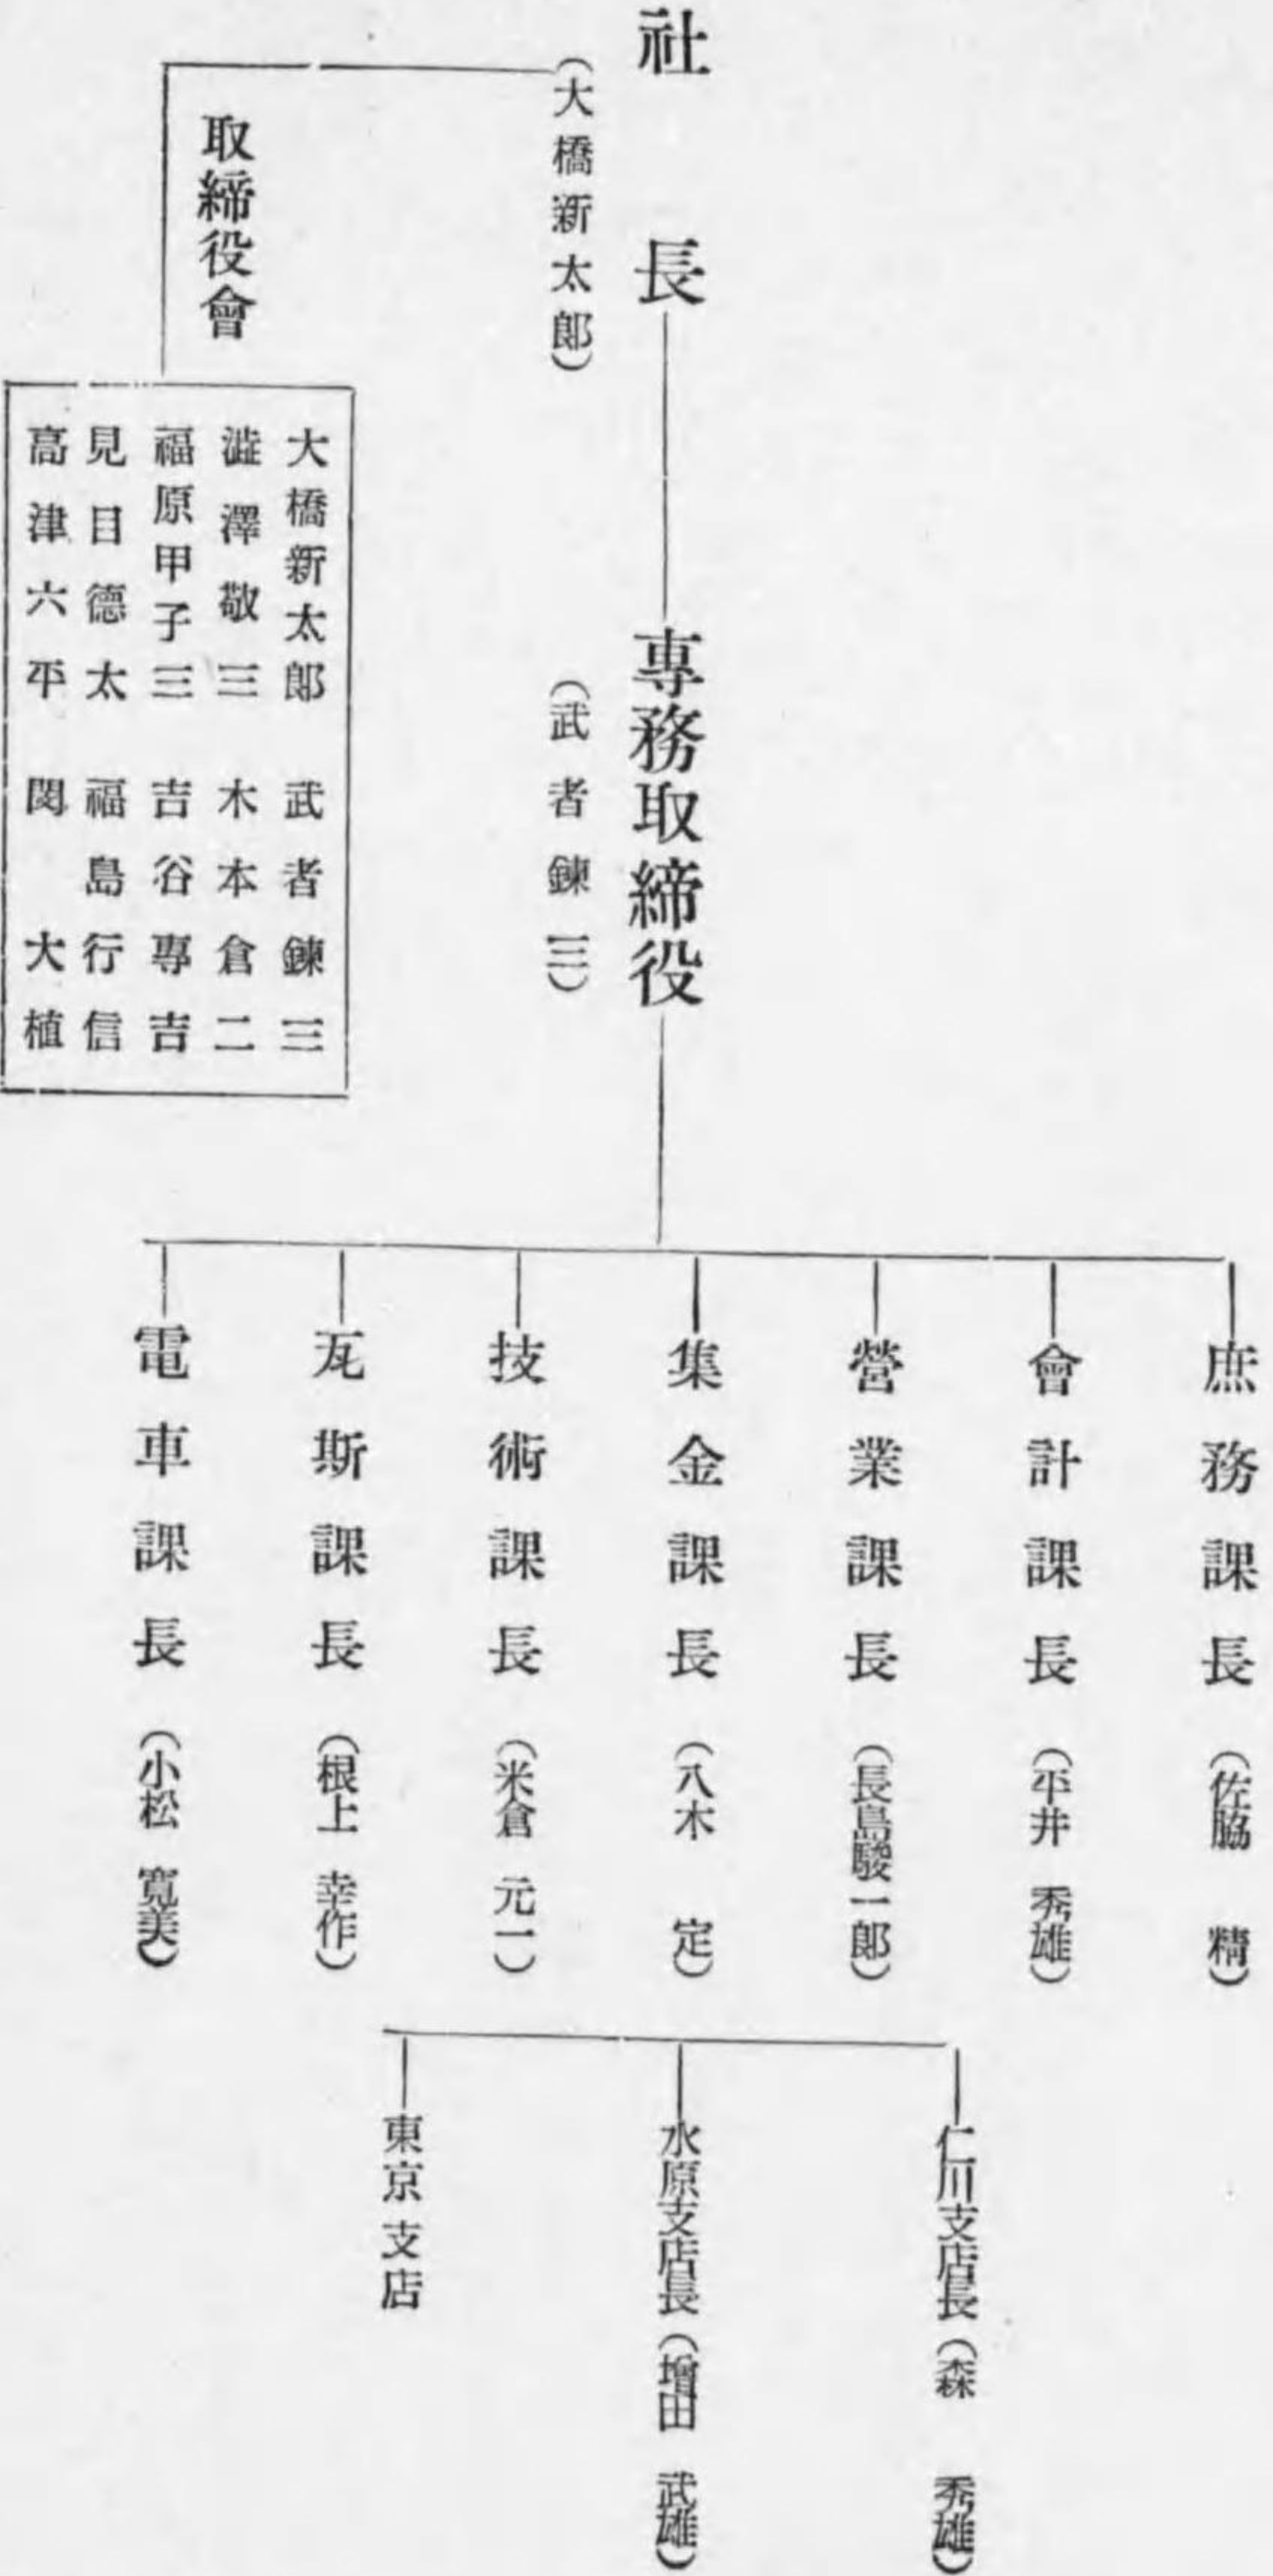 社長
（大橋新太郎）
取締役會
大橋新太郎　武者鍊三
澁澤敬三　木本倉二
福原甲子三　吉谷專吉
見目德太　福島行信
高津六平　閔大植
專務取締役
（武者鍊三）
庶務課長（佐脇　精）
會計課長（平井　秀雄）
營業課長（長島駿一郎）
集金課長（八木　定）
技術課長（米倉　元一）
瓦斯課長（根上　幸作）
電車課長（小松　寬美）
仁川支店長（森　秀雄）
水原支店長（增田　武雄）
東京支店